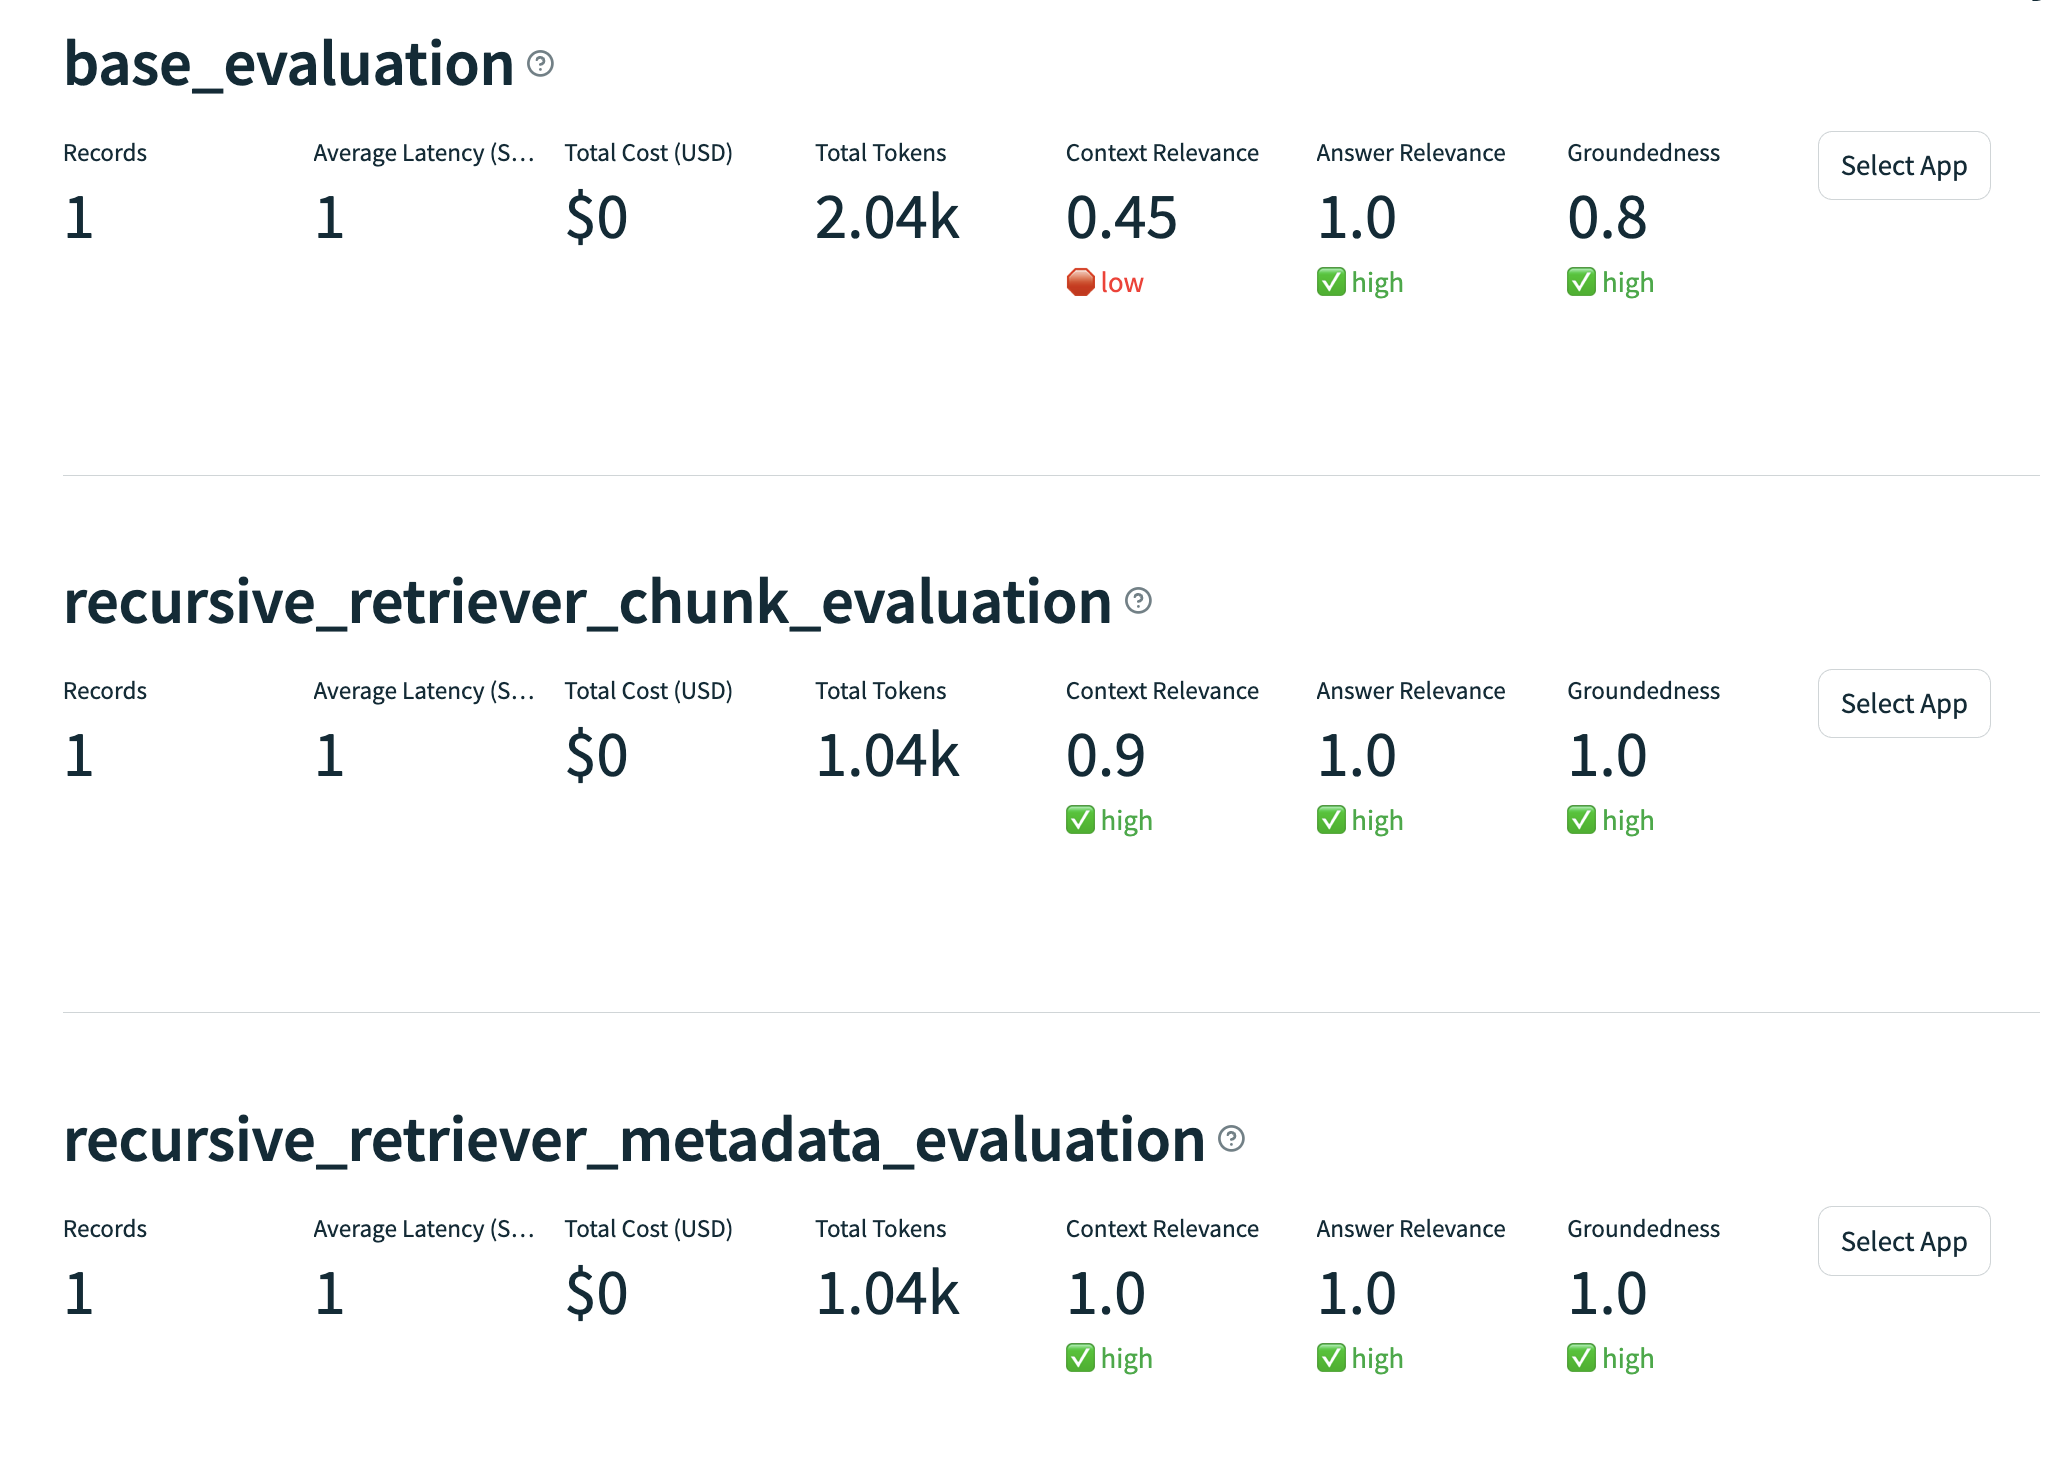 base_evaluation
Records Average Latency (S... Total Cost (USD) Total Tokens Context Relevance Answer Relevance Groundedness Select App
1 1 $0 2.04k 0.45 1.0 0.8
low high high
recursive_retriever_chunk_evaluation
Records Average Latency (S... Total Cost (USD) Total Tokens Context Relevance Answer Relevance Groundedness Select App
1 1 $0 1.04k 0.9 1.0 1.0
high high high
recursive_retriever_metadata_evaluation
Records Average Latency (S... Total Cost (USD) Total Tokens Context Relevance Answer Relevance Groundedness Select App
1 1 $0 1.04k 1.0 1.0 1.0
high high high